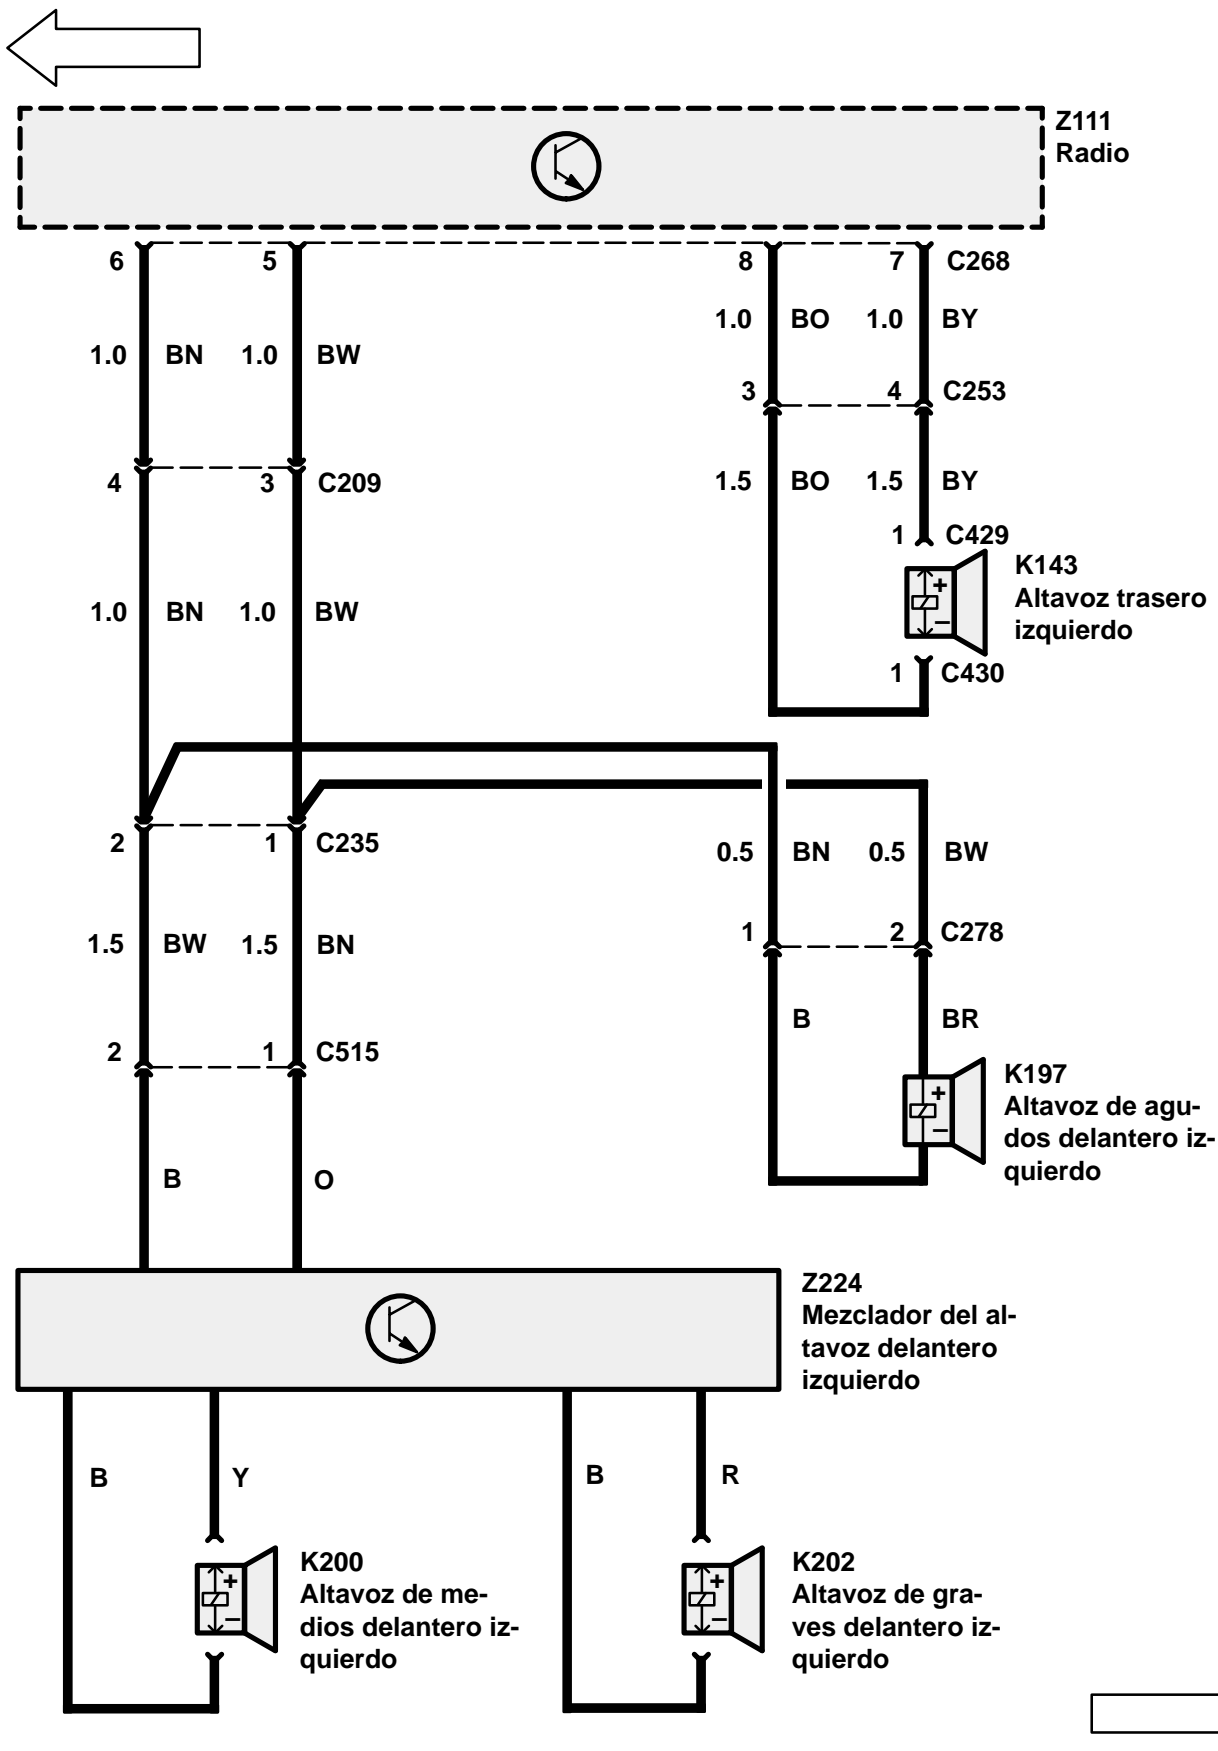 Z111
Radio
6 5 8 7 C268
1.0 BO 1.0 BY
1.0 BN 1.0 BW
3 4 C253
4 3 C209
1.5 BO 1.5 BY
1 C429
K143
Altavoz trasero
izquierdo
1.0 BN 1.0 BW
1 C430
2 1 C235
0.5 BN 0.5 BW
1.5 BW 1.5 BN
1 2 C278
B BR
2 1 C515
K197
Altavoz de agu-
dos delantero iz-
quierdo
B O
Z224
Mezclador del al-
tavoz delantero
izquierdo
B Y B R
K200
Altavoz de me-
dios delantero iz-
quierdo
K202
Altavoz de gra-
ves delantero iz-
quierdo